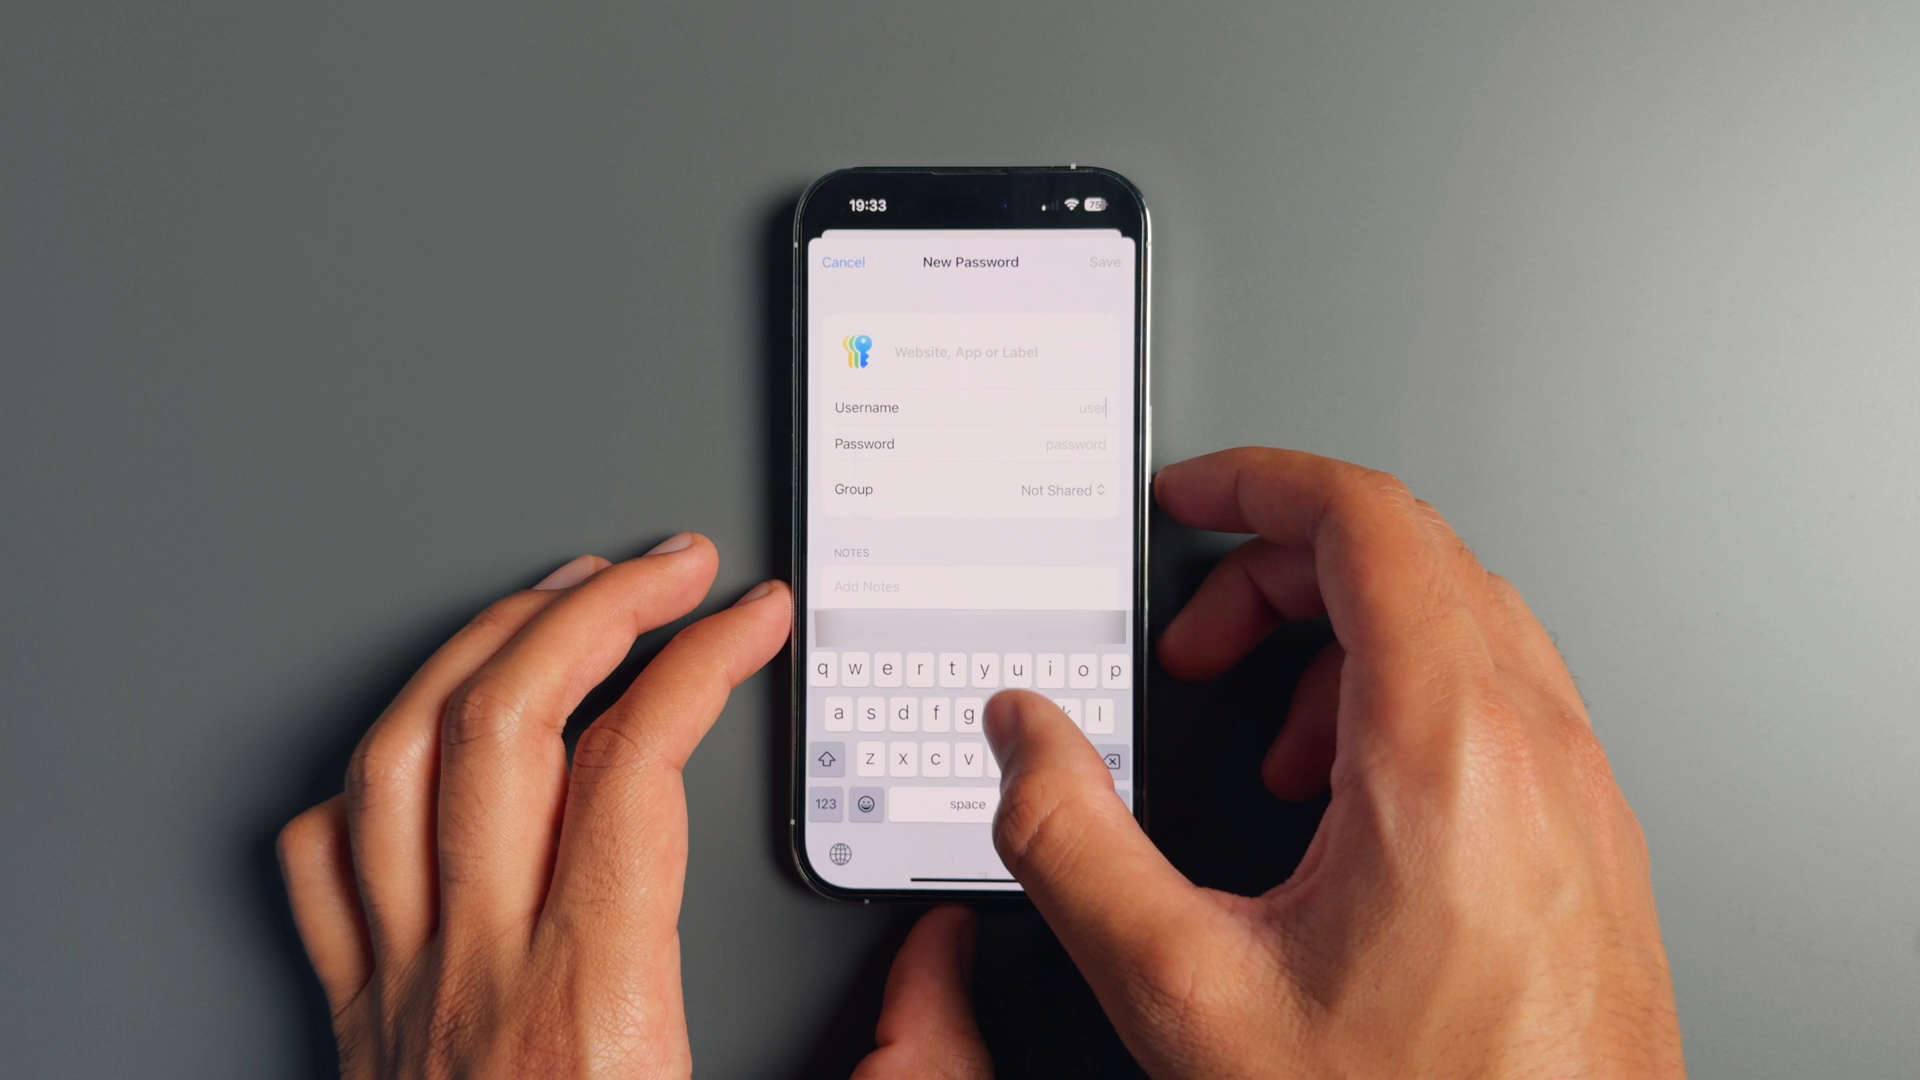 19:33 75
Cancel New Password Save
Website, App or Label
Username user
Password password
Group Not Shared
NOTES
Add Notes
q w e r t y u i o p
a s d f g k l
z x c v
123 space